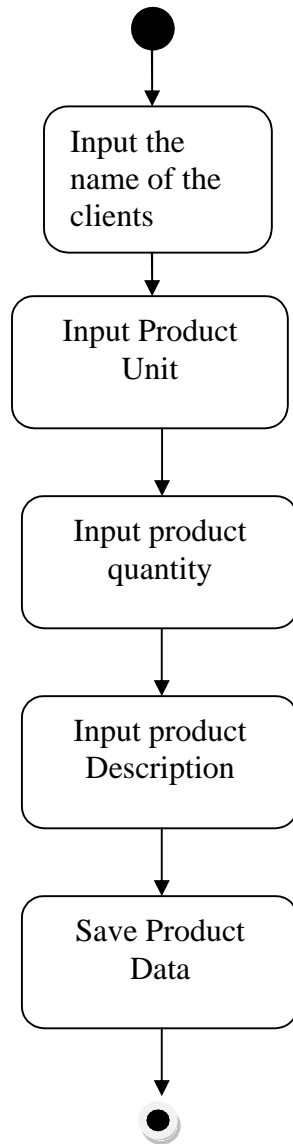 Input the
name of the
clients
Input Product
Unit
Input product
quantity
Input product
Description
Save Product
Data